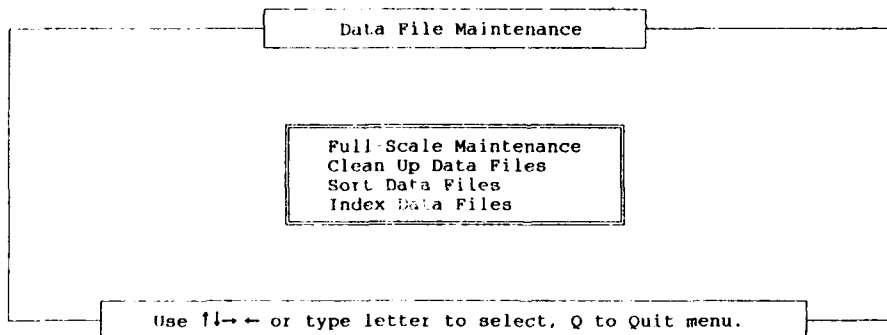 Data File Maintenance
Full-Scale Maintenance
Clean Up Data Files
Sort Data Files
Index Data Files
Use ↑↓→ ← or type letter to select, Q to Quit menu.